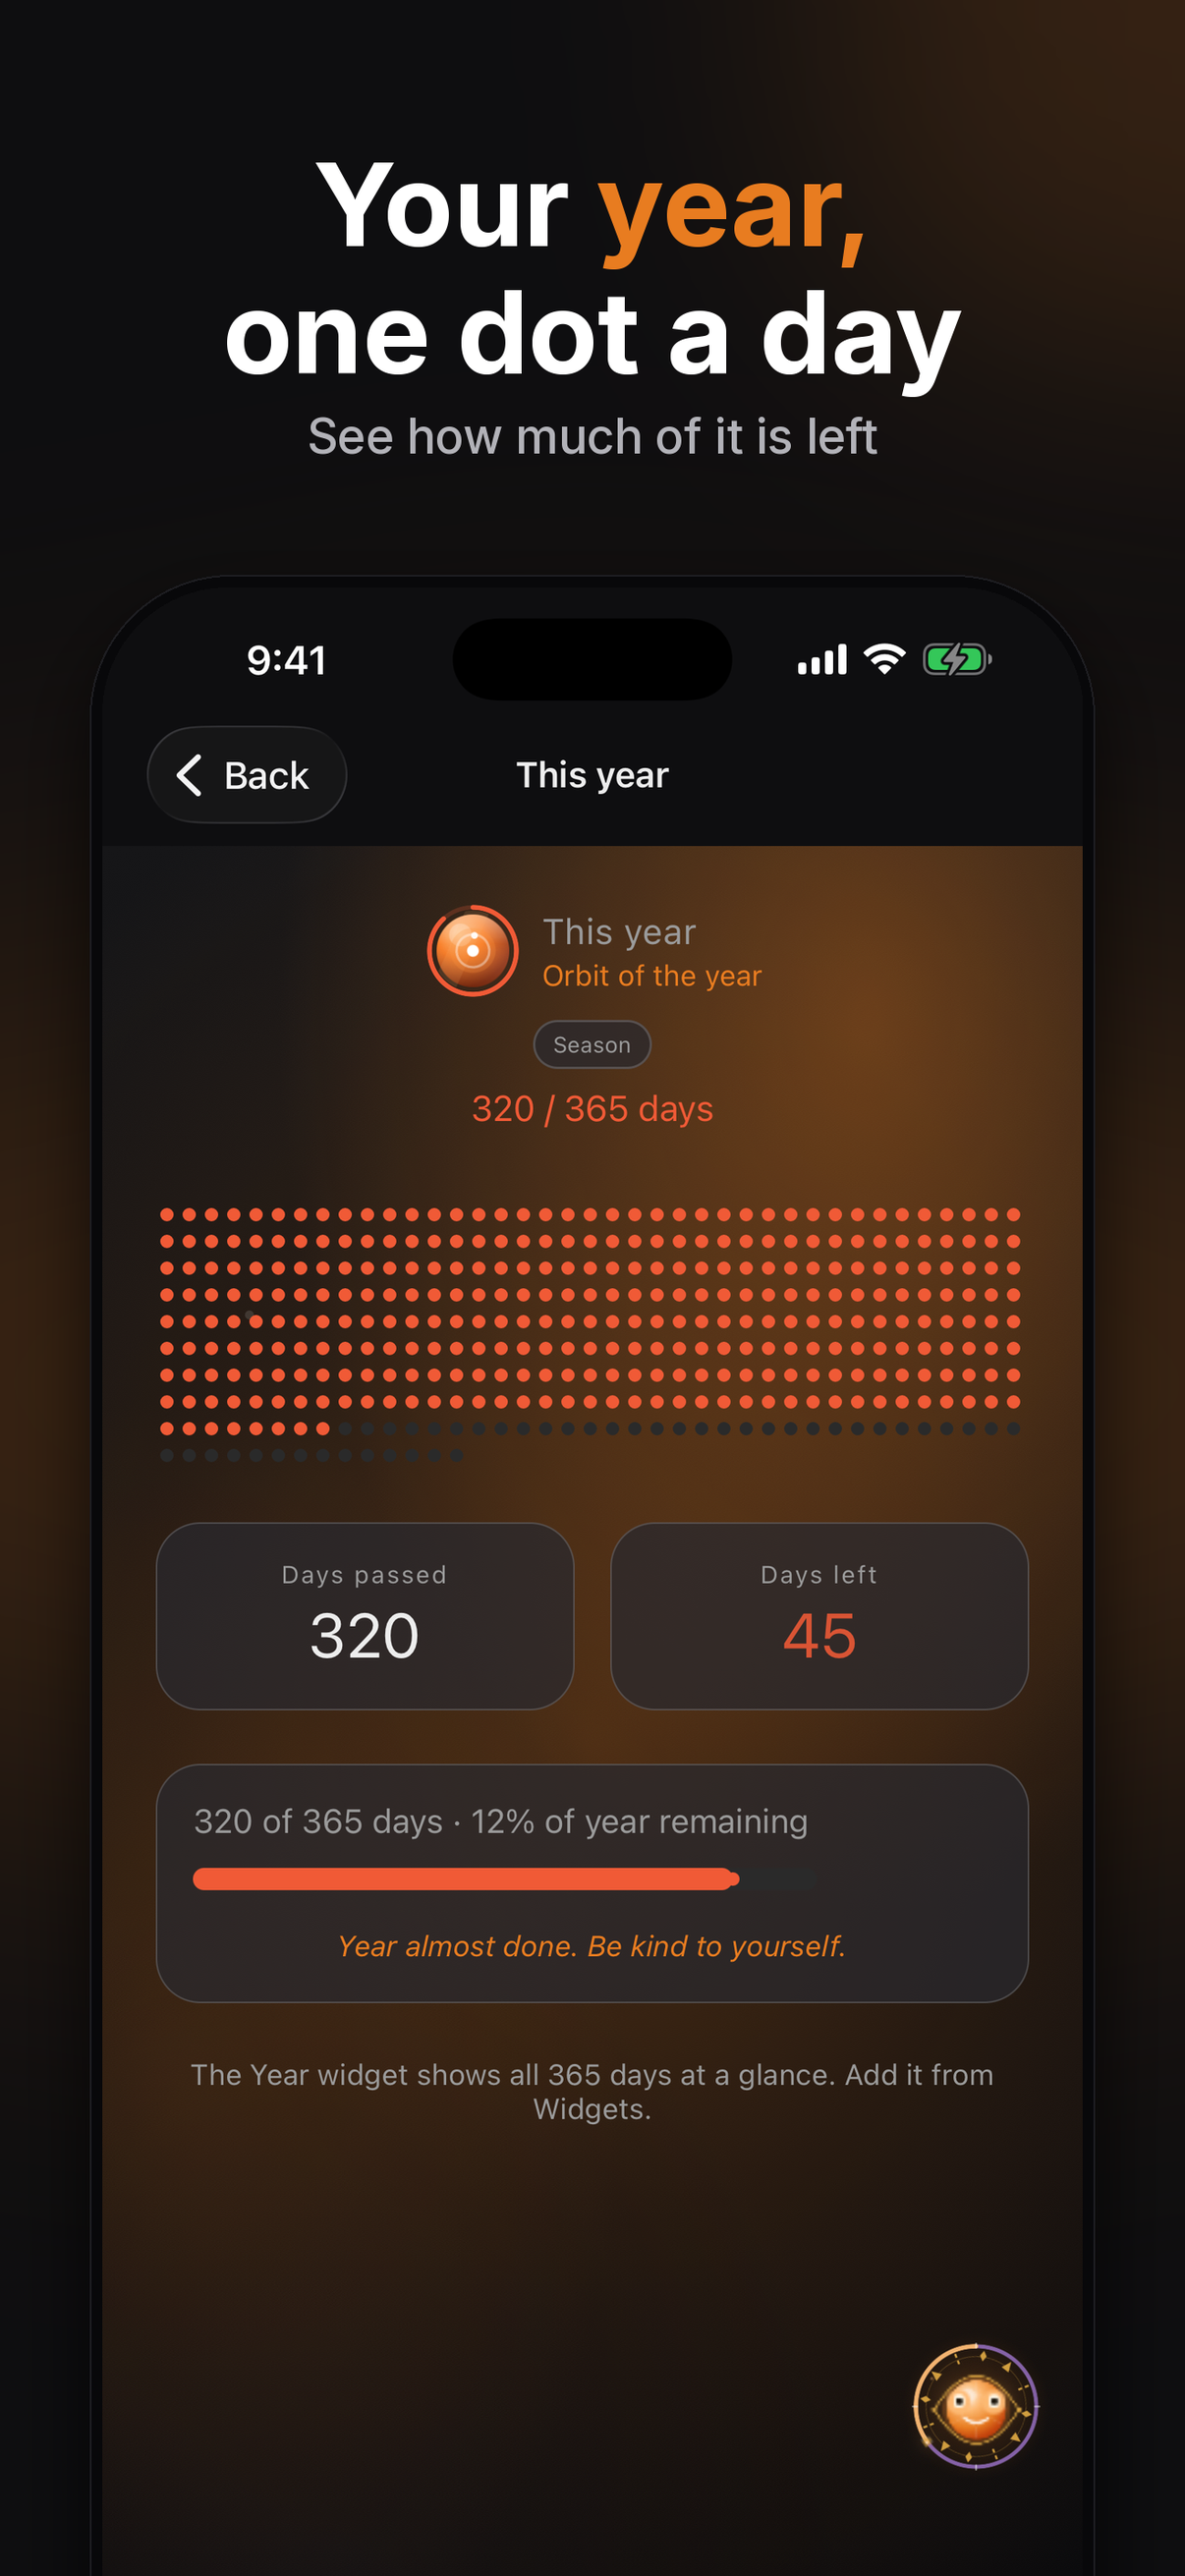 Your year,
one dot a day
See how much of it is left
9:41
Back
This year
This year
Orbit of the year
Season
320 / 365 days
Days passed
320
Days left
45
320 of 365 days · 12% of year remaining
Year almost done. Be kind to yourself.
The Year widget shows all 365 days at a glance. Add it from
Widgets.